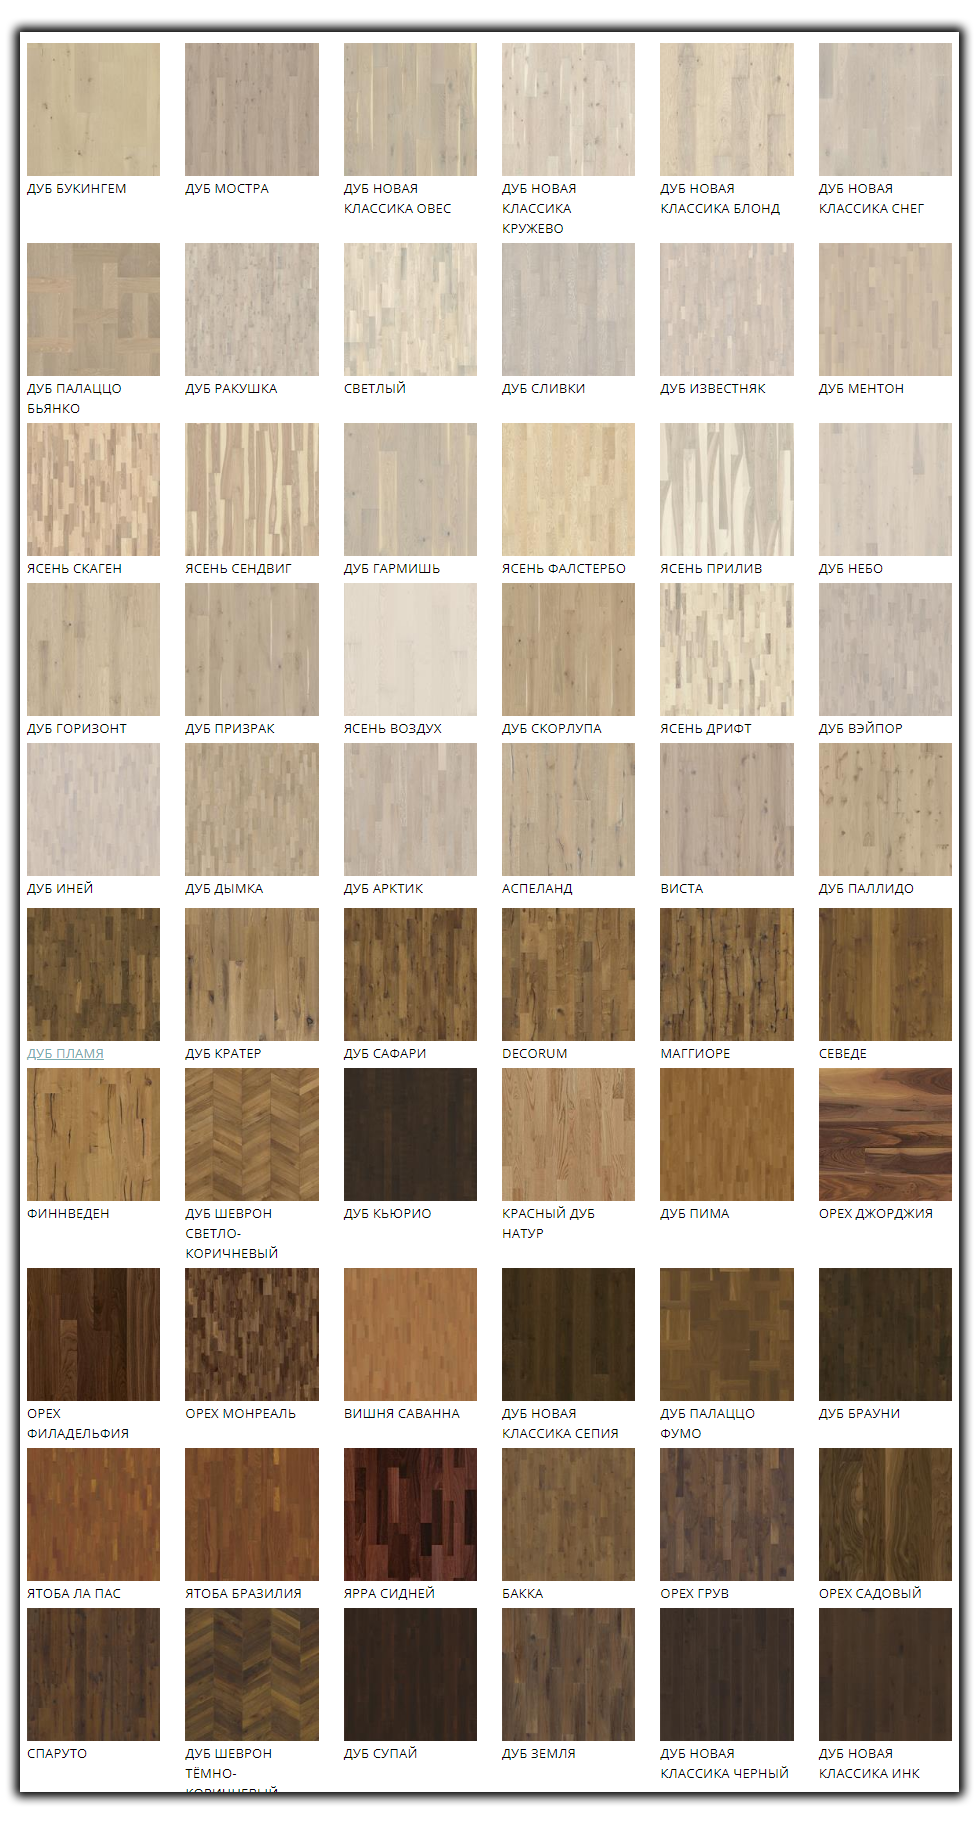 ДУБ БУКИНГЕМ
ДУБ МОСТРА
ДУБ НОВАЯ
КЛАССИКА ОВЕС
ДУБ НОВАЯ
КЛАССИКА
КРУЖЕВО
ДУБ НОВАЯ
КЛАССИКА БЛОНД
ДУБ НОВАЯ
КЛАССИКА СНЕГ
ДУБ ПАЛАЦЦО
БЬЯНКО
ДУБ РАКУШКА
СВЕТЛЫЙ
ДУБ СЛИВКИ
ДУБ ИЗВЕСТНЯК
ДУБ МЕНТОН
ЯСЕНЬ СКАГЕН
ЯСЕНЬ СЕНДВИГ
ДУБ ГАРМИШЬ
ЯСЕНЬ ФАЛСТЕРБО
ЯСЕНЬ ПРИЛИВ
ДУБ НЕБО
ДУБ ГОРИЗОНТ
ДУБ ПРИЗРАК
ЯСЕНЬ ВОЗДУХ
ДУБ СКОРЛУПА
ЯСЕНЬ ДРИФТ
ДУБ ВЭЙПОР
ДУБ ИНЕЙ
ДУБ ДЫМКА
ДУБ АРКТИК
АСПЕЛАНД
ВИСТА
ДУБ ПАЛЛИДО
ДУБ ПЛАМЯ
ДУБ КРАТЕР
ДУБ САФАРИ
DECORUM
МАГГИОРЕ
СЕВЕДЕ
ФИННВЕДЕН
ДУБ ШЕВРОН
СВЕТЛО-
КОРИЧНЕВЫЙ
ДУБ КЬЮРИО
КРАСНЫЙ ДУБ
НАТУР
ДУБ ПИМА
ОРЕХ ДЖОРДЖИЯ
ОРЕХ
ФИЛАДЕЛЬФИЯ
ОРЕХ МОНРЕАЛЬ
ВИШНЯ САВАННА
ДУБ НОВАЯ
КЛАССИКА СЕПИЯ
ДУБ ПАЛАЦЦО
ФУМО
ДУБ БРАУНИ
ЯТОБА ЛА ПАС
ЯТОБА БРАЗИЛИЯ
ЯРРА СИДНЕЙ
БАККА
ОРЕХ ГРУВ
ОРЕХ САДОВЫЙ
СПАРУТО
ДУБ ШЕВРОН
ТЁМНО-
КОРИЧНЕВЫЙ
ДУБ СУПАЙ
ДУБ ЗЕМЛЯ
ДУБ НОВАЯ
КЛАССИКА ЧЕРНЫЙ
ДУБ НОВАЯ
КЛАССИКА ИНК